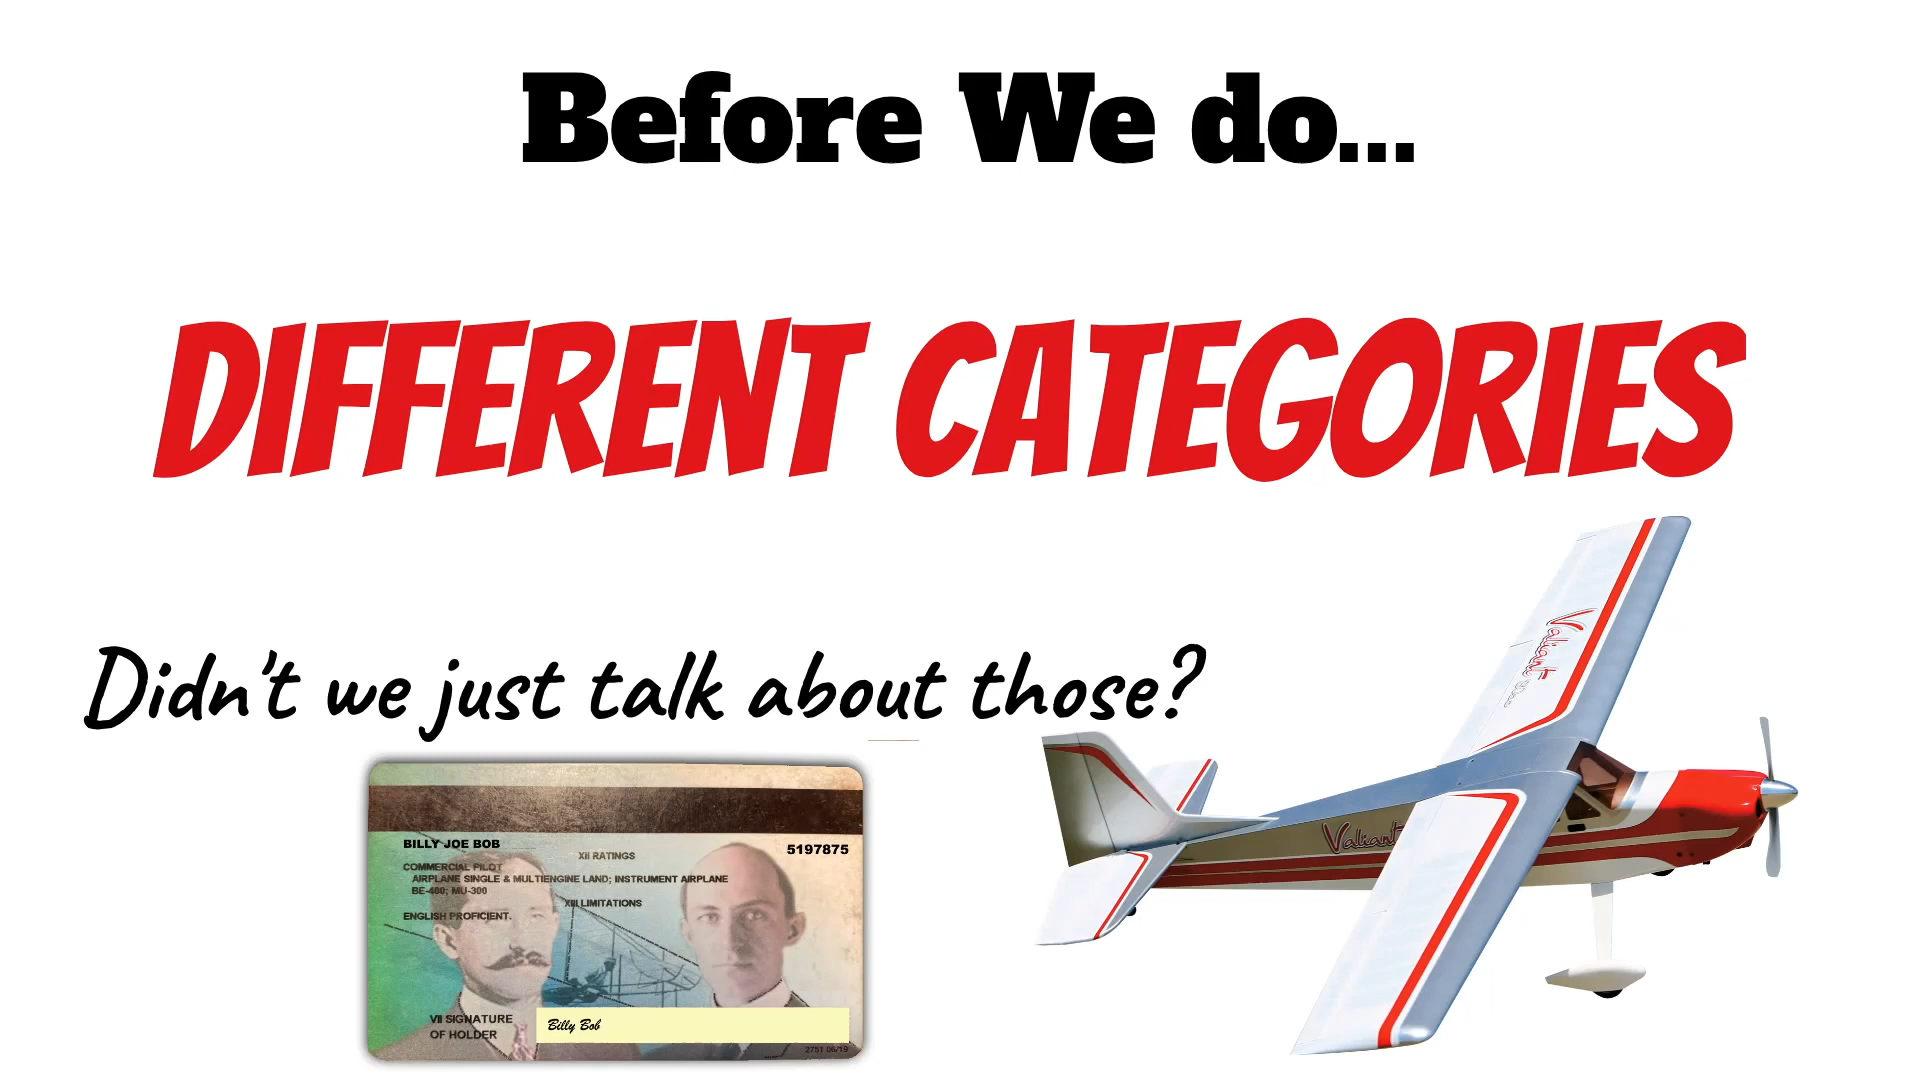 Before We do...
DIFFERENT CATEGORIES
Didn't we just talk about those?
Valiant
Valiant
BILLY JOE BOB
5197875
XII RATINGS
COMMERCIAL PILOT
AIRPLANE SINGLE & MULTIENGINE LAND; INSTRUMENT AIRPLANE
BE-400; MU-300
XIII LIMITATIONS
ENGLISH PROFICIENT.
VII SIGNATURE
OF HOLDER
Billy Bob
2751 06/19